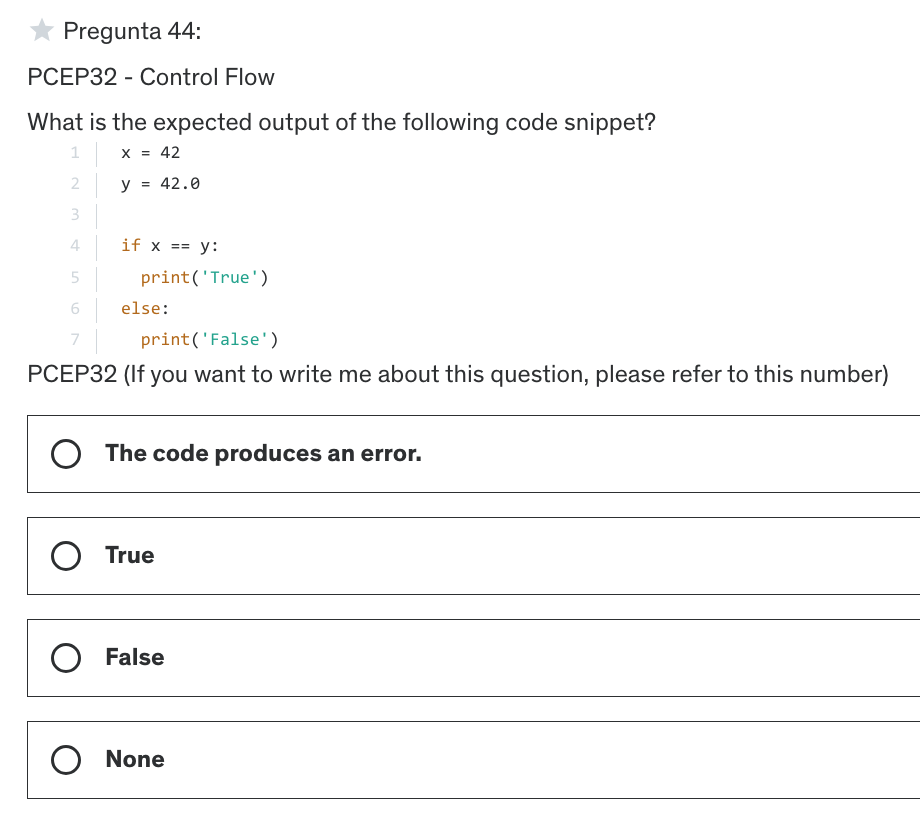 Pregunta 44:
PCEP32 - Control Flow
What is the expected output of the following code snippet?
1 x = 42
2 y = 42.0
3
4 if x == y:
5   print('True')
6 else:
7   print('False')
PCEP32 (If you want to write me about this question, please refer to this number)
The code produces an error.
True
False
None